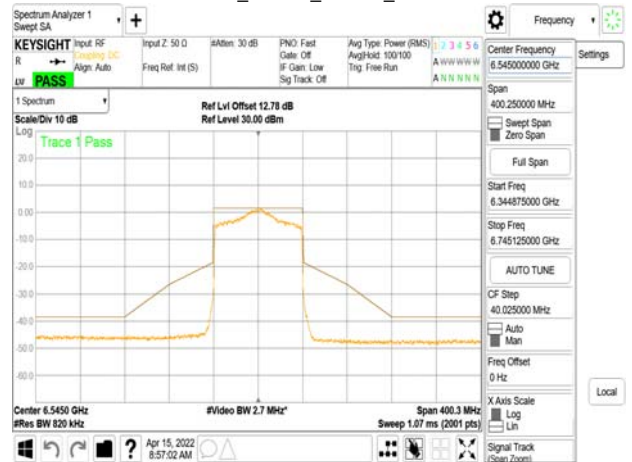 Spectrum Analyzer 1
Swept SA
+
Frequency
KEYSIGHT
R
LV PASS
Input: RF
Coupling: DC
Align: Auto
Input Z: 50 Ω
Freq Ref: Int (S)
#Atten: 30 dB
PNO: Fast
Gate: Off
IF Gain: Low
Sig Track: Off
Avg Type: Power (RMS)
Avg|Hold: 100/100
Trig: Free Run
1 2 3 4 5 6
A W W W W W
A N N N N N
1 Spectrum
Scale/Div 10 dB
Ref Lvl Offset 12.78 dB
Ref Level 30.00 dBm
Log
Trace 1 Pass
20.0
10.0
0.00
-10.0
-20.0
-30.0
-40.0
-50.0
-60.0
Center 6.5450 GHz
#Res BW 820 kHz
#Video BW 2.7 MHz*
Span 400.3 MHz
Sweep 1.07 ms (2001 pts)
Center Frequency
6.545000000 GHz
Settings
Span
400.250000 MHz
Swept Span
Zero Span
Full Span
Start Freq
6.344875000 GHz
Stop Freq
6.745125000 GHz
AUTO TUNE
CF Step
40.025000 MHz
Auto
Man
Freq Offset
0 Hz
X Axis Scale
Log
Lin
Local
Signal Track
(Span Zoom)
?
Apr 15, 2022
8:57:02 AM